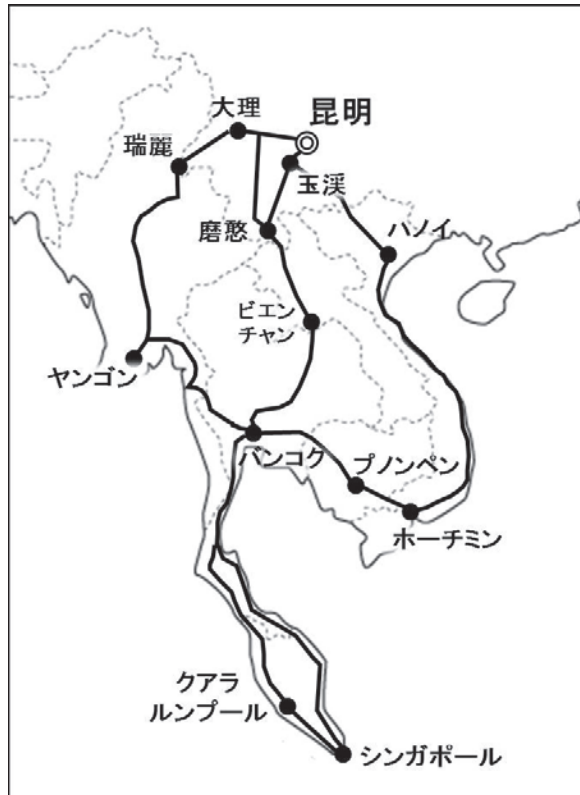 大理
昆明
瑞麗
玉渓
磨憨
ハノイ
ビエン
チャン
ヤンゴン
バンコク
プノンペン
ホーチミン
クアラ
ルンプール
シンガポール